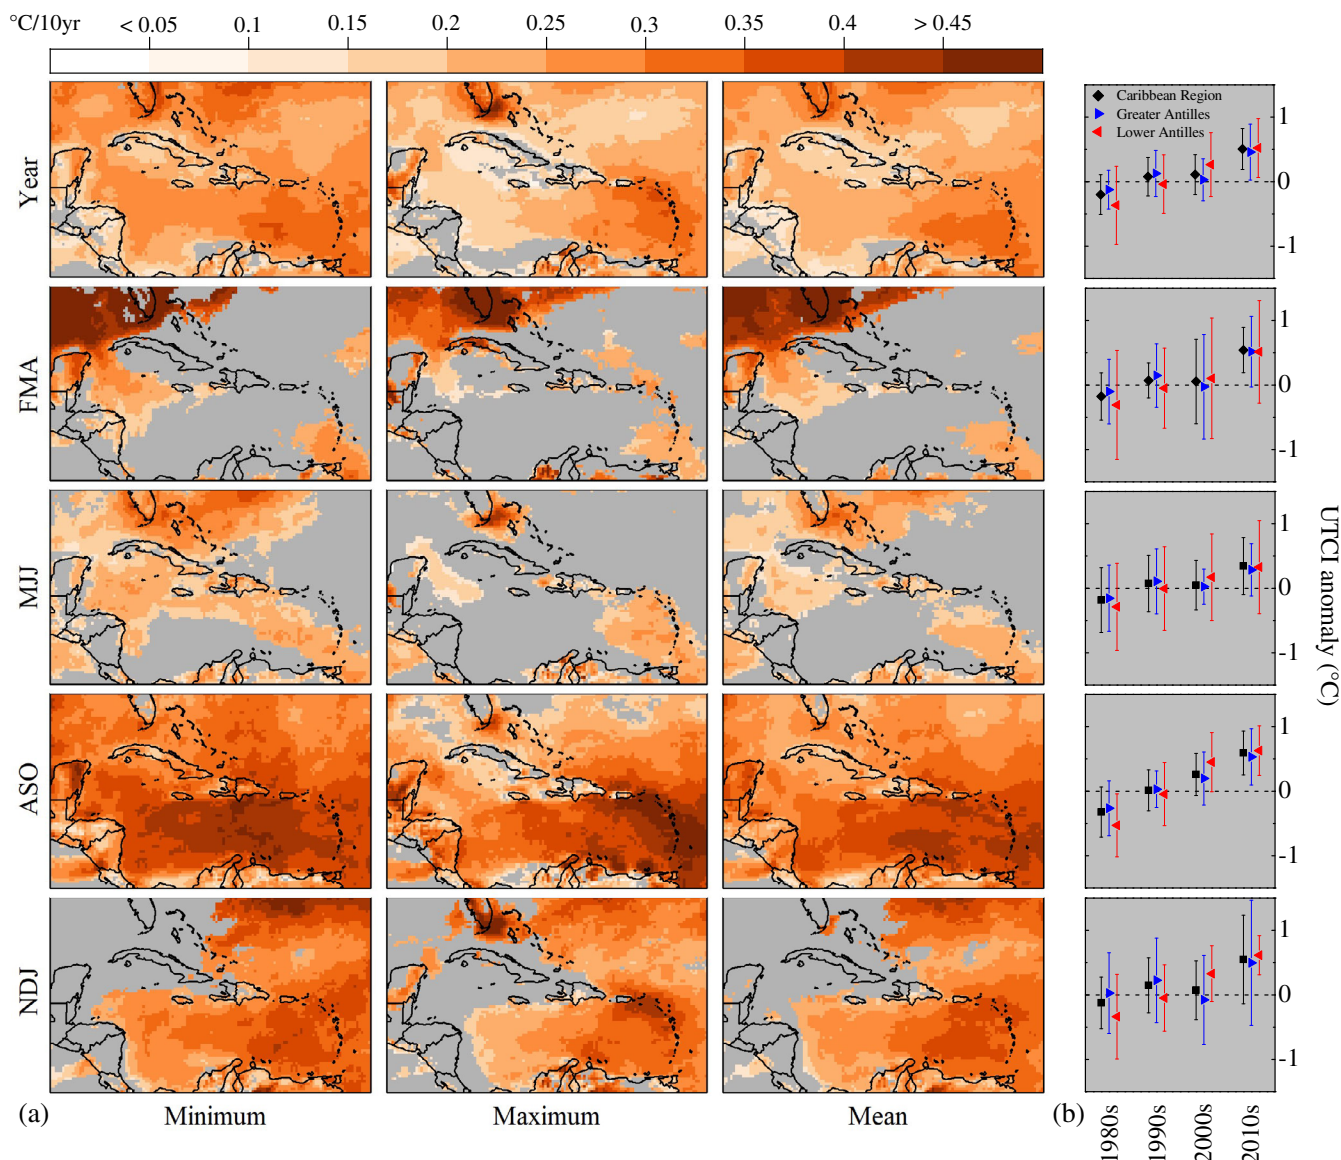 °C/10yr < 0.05 0.1 0.15 0.2 0.25 0.3 0.35 0.4 > 0.45
Year
FMA
MJJ
ASO
NDJ
(a) Minimum Maximum Mean
Caribbean Region
Greater Antilles
Lower Antilles
1
0
-1
1
0
-1
1
0
-1
1
0
-1
1
0
-1
UTCI anomaly (°C)
(b) 1980s 1990s 2000s 2010s